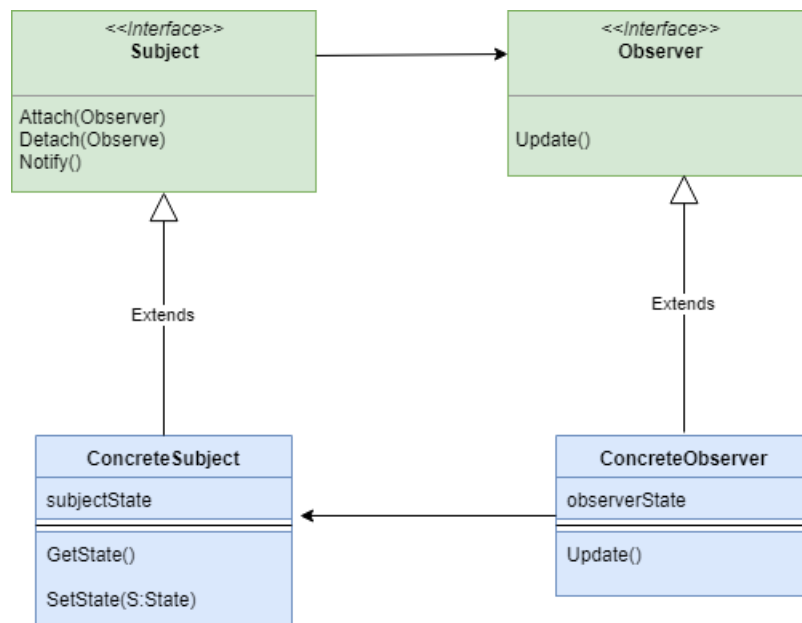 <<Interface>>
Subject
Attach(Observer)
Detach(Observe)
Notify()
<<Interface>>
Observer
Update()
Extends
Extends
ConcreteSubject
subjectState
GetState()
SetState(S:State)
ConcreteObserver
observerState
Update()